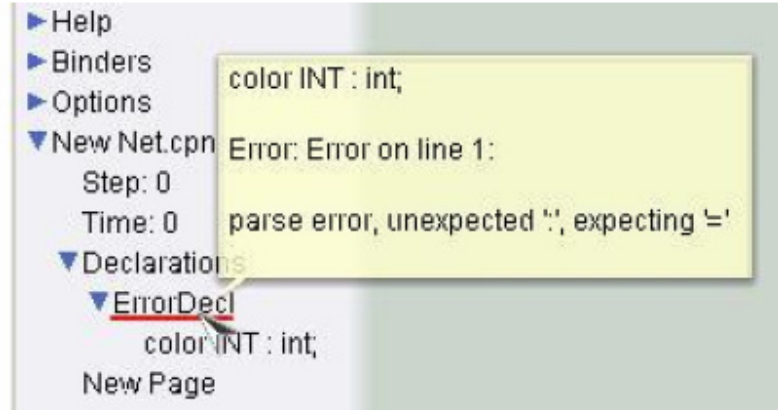 Help
Binders
Options
New Net.cpn
Step: 0
Time: 0
Declarations
ErrorDecl
color INT : int;
New Page
color INT : int;
Error: Error on line 1:
parse error, unexpected ':', expecting '='